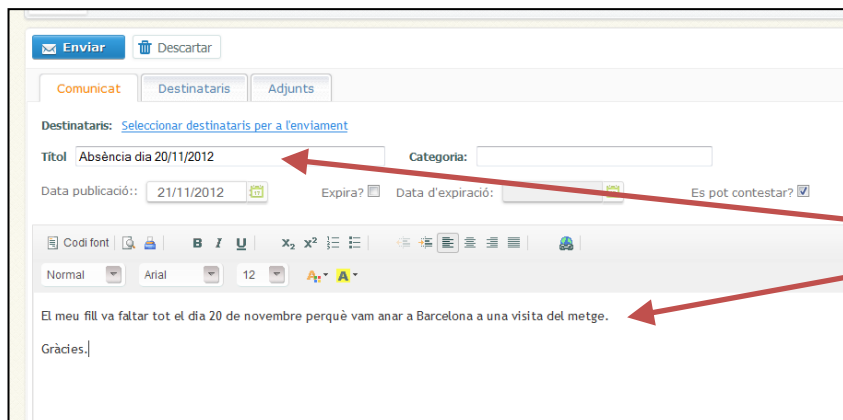 Enviar Descartar
Comunicat Destinataris Adjunts
Destinataris: Seleccionar destinataris per a l'enviament
Títol Absència dia 20/11/2012 Categoria:
Data publicació:: 21/11/2012 Expira? Data d'expiració: Es pot contestar?
Codi font B I U X₂ X²
Normal Arial 12 A A
El meu fill va faltar tot el dia 20 de novembre perquè vam anar a Barcelona a una visita del metge.
Gràcies.